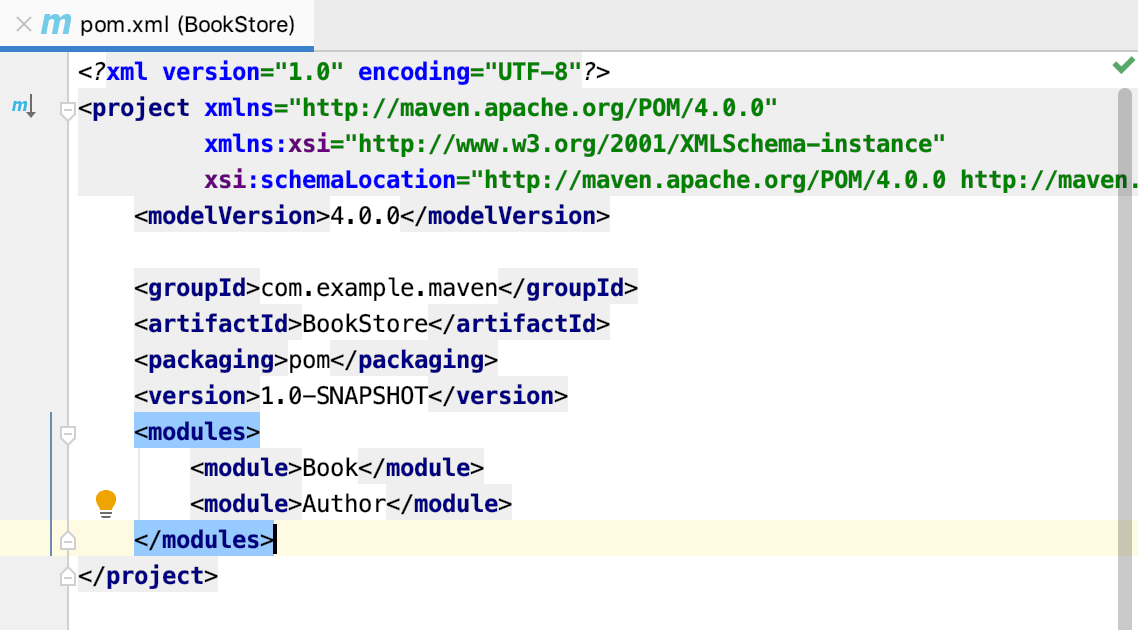 m pom.xml (BookStore)
<?xml version="1.0" encoding="UTF-8"?>
m <project xmlns="http://maven.apache.org/POM/4.0.0"
xmlns:xsi="http://www.w3.org/2001/XMLSchema-instance"
xsi:schemaLocation="http://maven.apache.org/POM/4.0.0 http://maven.
<modelVersion>4.0.0</modelVersion>
<groupId>com.example.maven</groupId>
<artifactId>BookStore</artifactId>
<packaging>pom</packaging>
<version>1.0-SNAPSHOT</version>
<modules>
<module>Book</module>
<module>Author</module>
</modules>
</project>